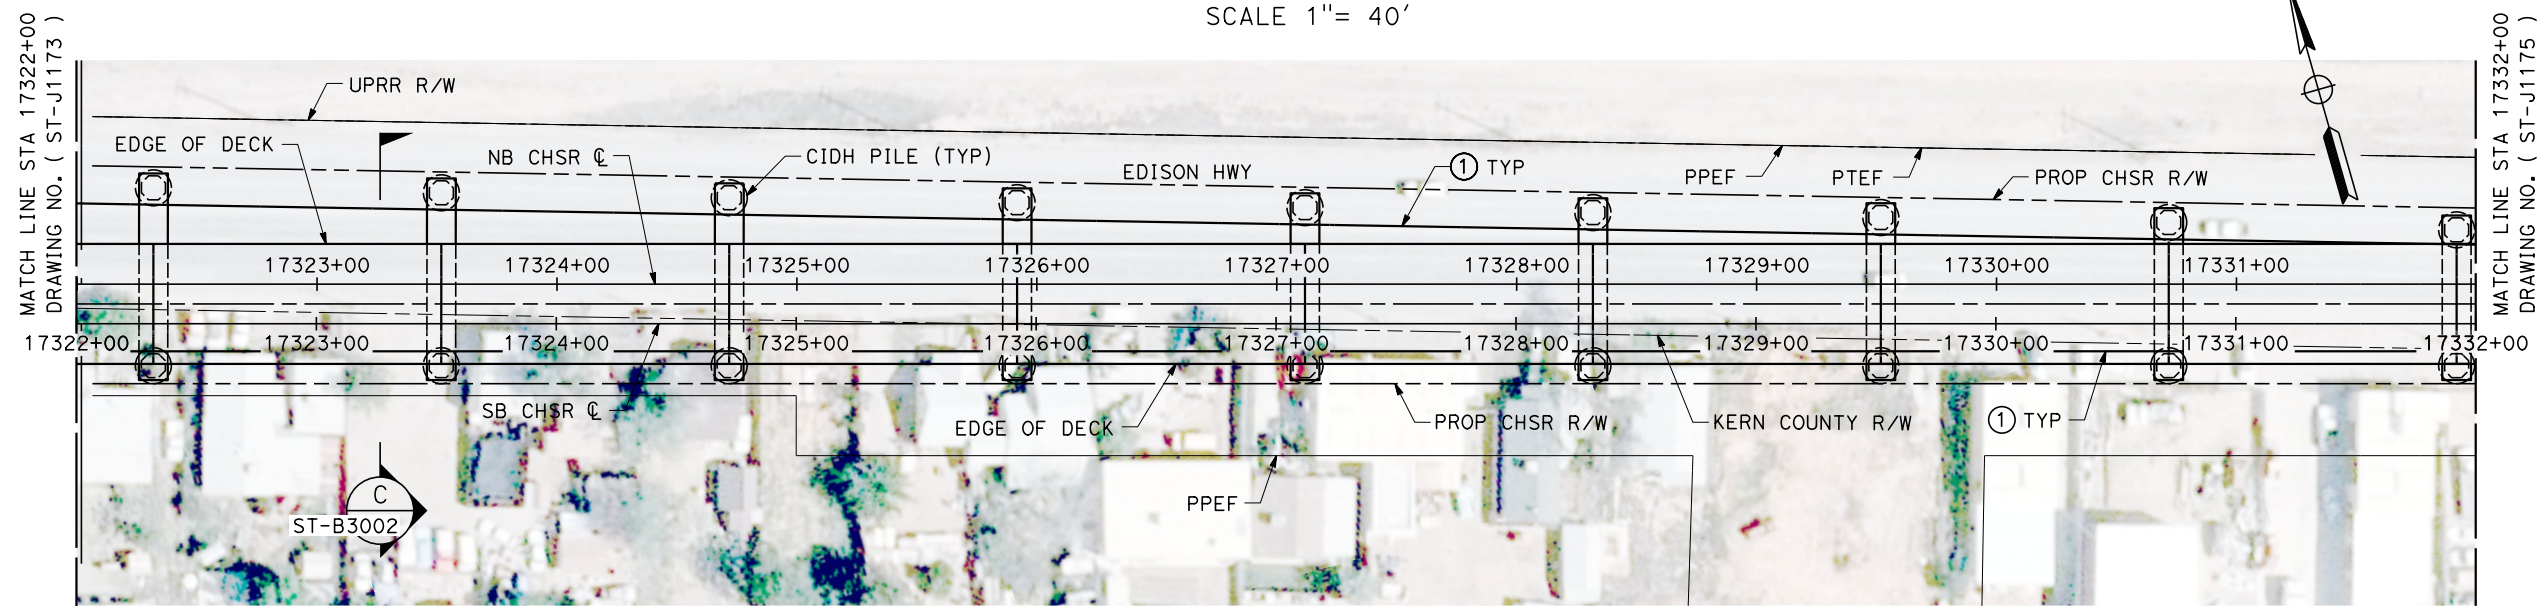 SCALE 1"= 40'
MATCH LINE STA 17322+00
DRAWING NO. ( ST-J1173 )
UPRR R/W
EDGE OF DECK
NB CHSR ℄
CIDH PILE (TYP)
EDISON HWY
1 TYP
PPEF
PTEF
PROP CHSR R/W
17323+00 17324+00 17325+00 17326+00 17327+00 17328+00 17329+00 17330+00 17331+00
17322+00 17323+00 17324+00 17325+00 17326+00 17327+00 17328+00 17329+00 17330+00 17331+00 17332+00
SB CHSR ℄
EDGE OF DECK
PROP CHSR R/W
KERN COUNTY R/W
1 TYP
PPEF
C
ST-B3002
MATCH LINE STA 17332+00
DRAWING NO. ( ST-J1175 )